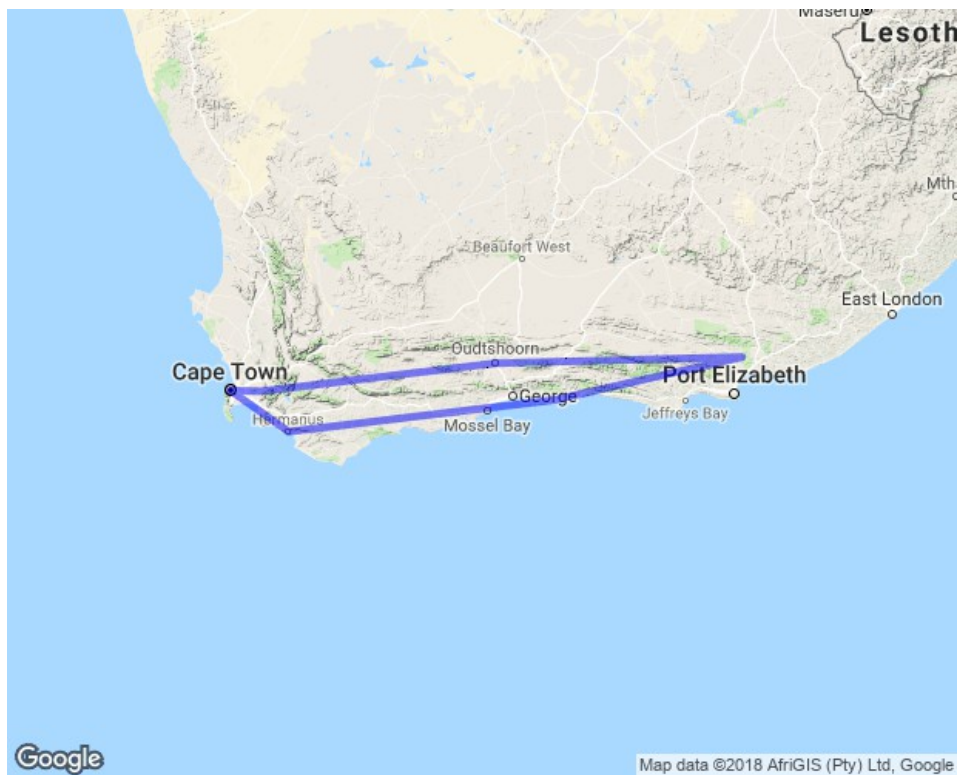 Maseru
Lesoth
Mth
Beaufort West
East London
Oudtshoorn
Cape Town
Port Elizabeth
George
Jeffreys Bay
Hermanus
Mossel Bay
Google
Map data ©2018 AfriGIS (Pty) Ltd, Google